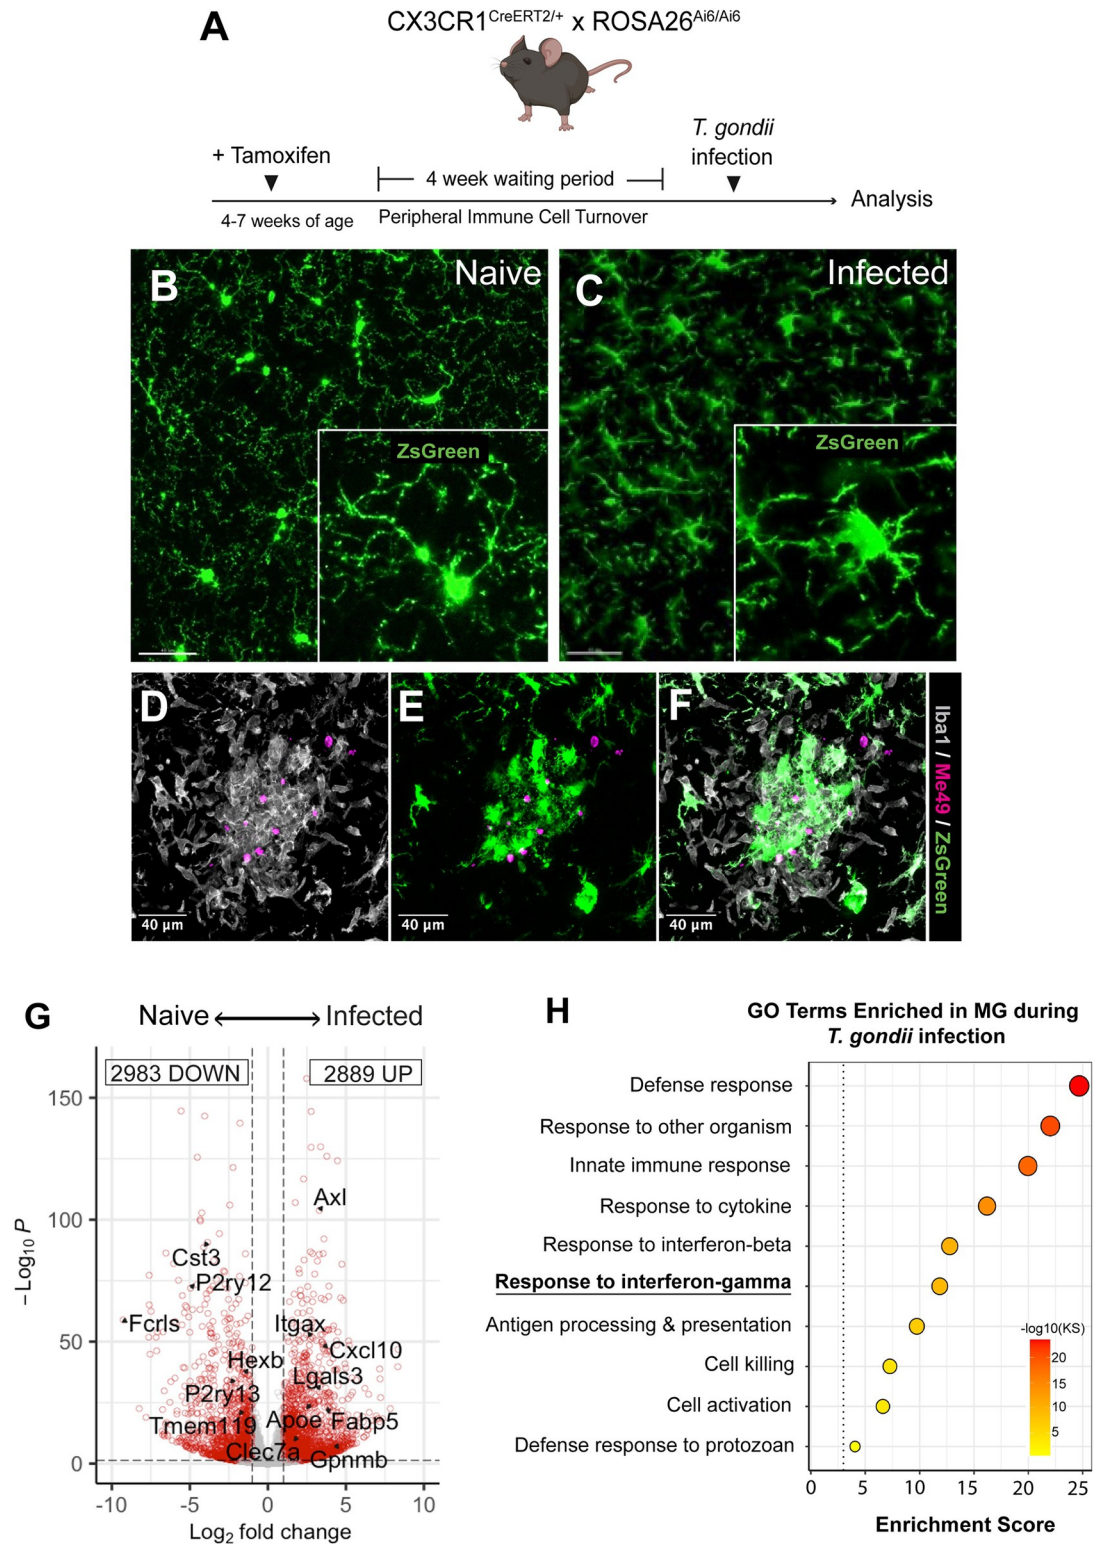 A
CX3CR1CreERT2/+ x ROSA26Ai6/Ai6
T. gondii
infection
+ Tamoxifen
4 week waiting period
Analysis
4-7 weeks of age
Peripheral Immune Cell Turnover
B
Naive
ZsGreen
C
Infected
ZsGreen
D
40 μm
E
40 μm
F
40 μm
Iba1 / Me49 / ZsGreen
G
Naive
Infected
2983 DOWN
2889 UP
Axl
Cst3
P2ry12
Fcrls
Itgax
Cxcl10
Hexb
Lgals3
P2ry13
Tmem119
Apoe
Fabp5
Clec7a
Gpnmb
−Log10 P
150
100
50
0
-10
-5
0
5
10
Log2 fold change
H
GO Terms Enriched in MG during
T. gondii infection
Defense response
Response to other organism
Innate immune response
Response to cytokine
Response to interferon-beta
Response to interferon-gamma
Antigen processing & presentation
Cell killing
Cell activation
Defense response to protozoan
-log10(KS)
20
15
10
5
0
5
10
15
20
25
Enrichment Score